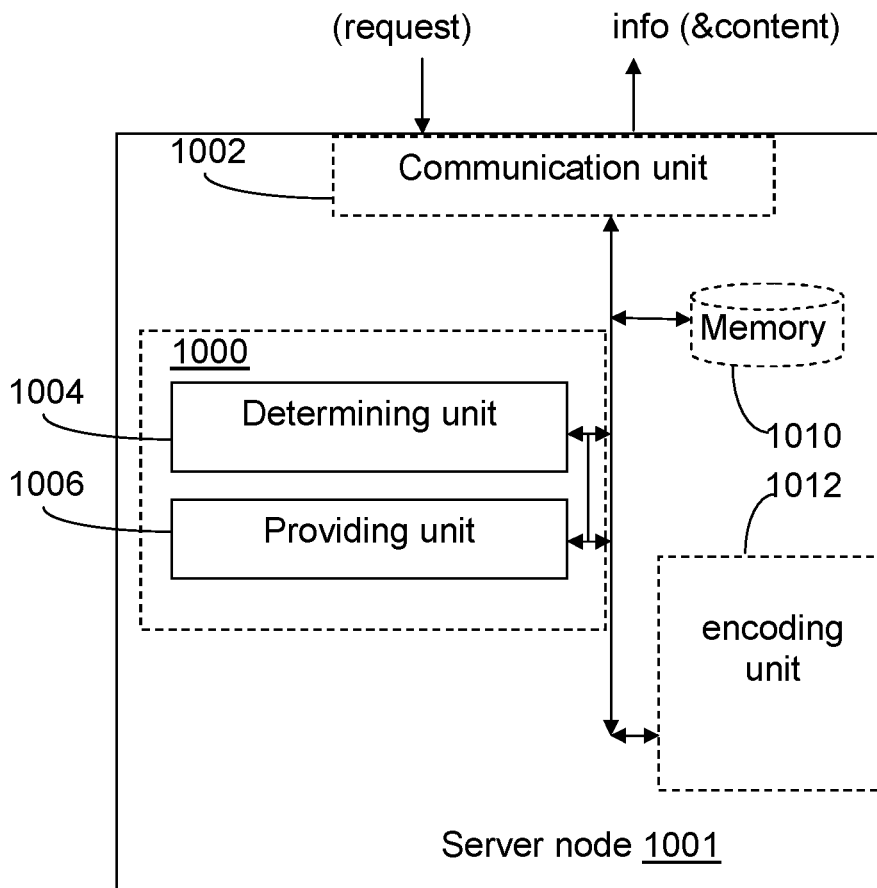 (request) info (&content)
1002
Communication unit
Memory
1000
1004
Determining unit
1010
1006
1012
Providing unit
encoding
unit
Server node 1001